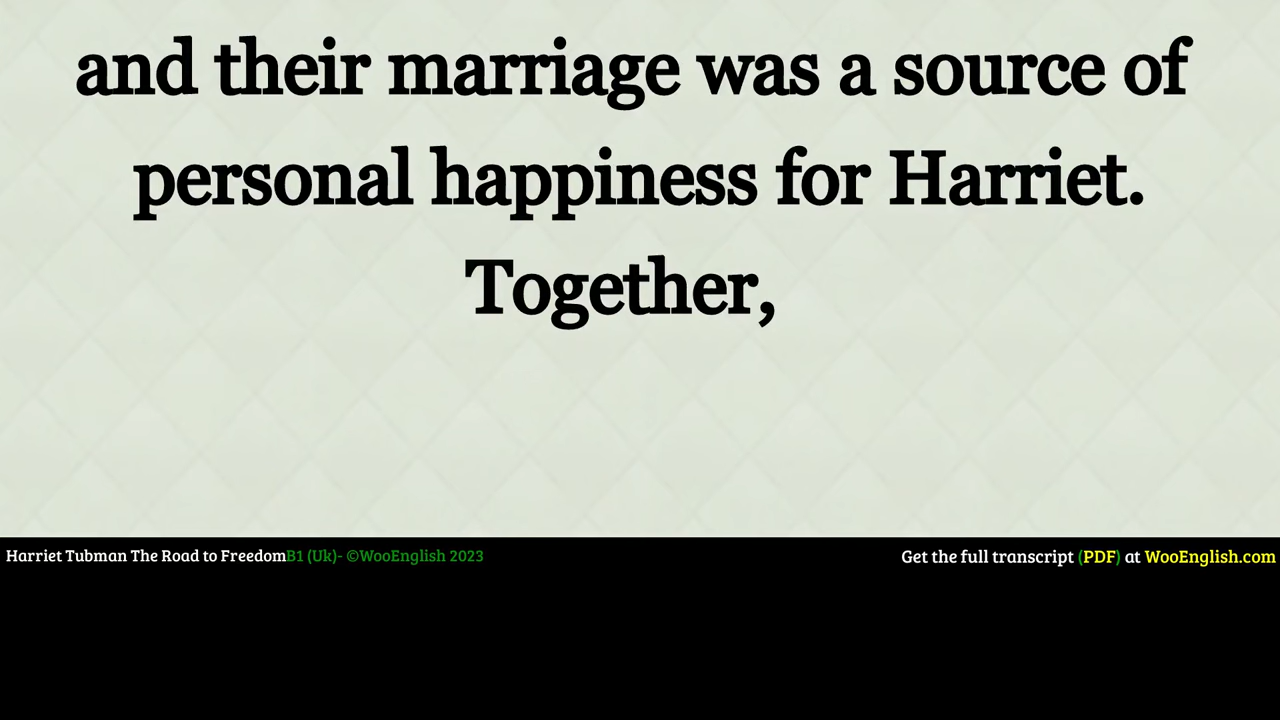 and their marriage was a source of
personal happiness for Harriet.
Together,
Harriet Tubman The Road to FreedomB1 (Uk)- ©WooEnglish 2023
Get the full transcript (PDF) at WooEnglish.com